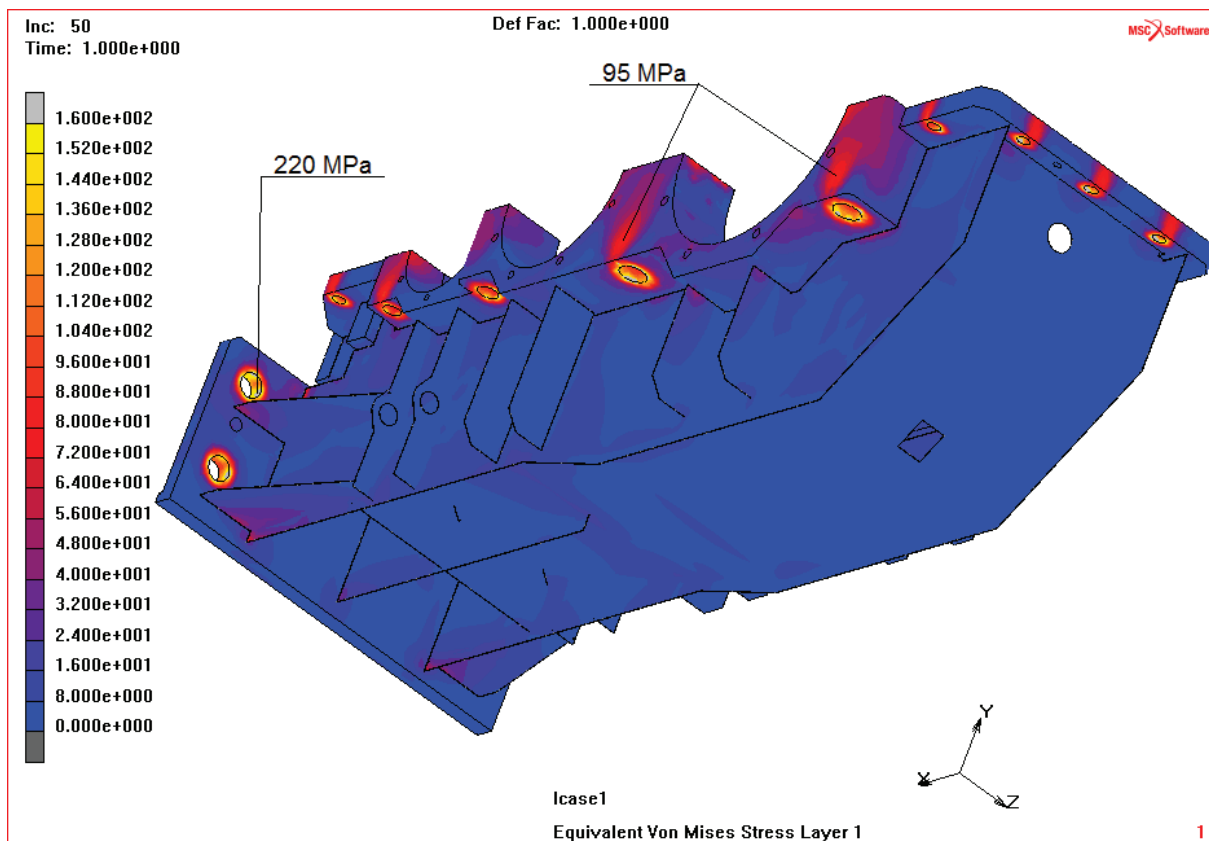 Inc: 50
Time: 1.000e+000
Def Fac: 1.000e+000
MSC Software
95 MPa
220 MPa
1.600e+002
1.520e+002
1.440e+002
1.360e+002
1.280e+002
1.200e+002
1.120e+002
1.040e+002
9.600e+001
8.800e+001
8.000e+001
7.200e+001
6.400e+001
5.600e+001
4.800e+001
4.000e+001
3.200e+001
2.400e+001
1.600e+001
8.000e+000
0.000e+000
Y
X
Z
lcase1
Equivalent Von Mises Stress Layer 1
1